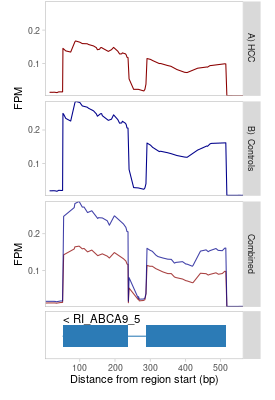 0.2
0.1
FPM
A) HCC
0.2
0.1
B) Controls
0.2
0.1
FPM
Combined
< RI_ABCA9_5
100 200 300 400 500
Distance from region start (bp)